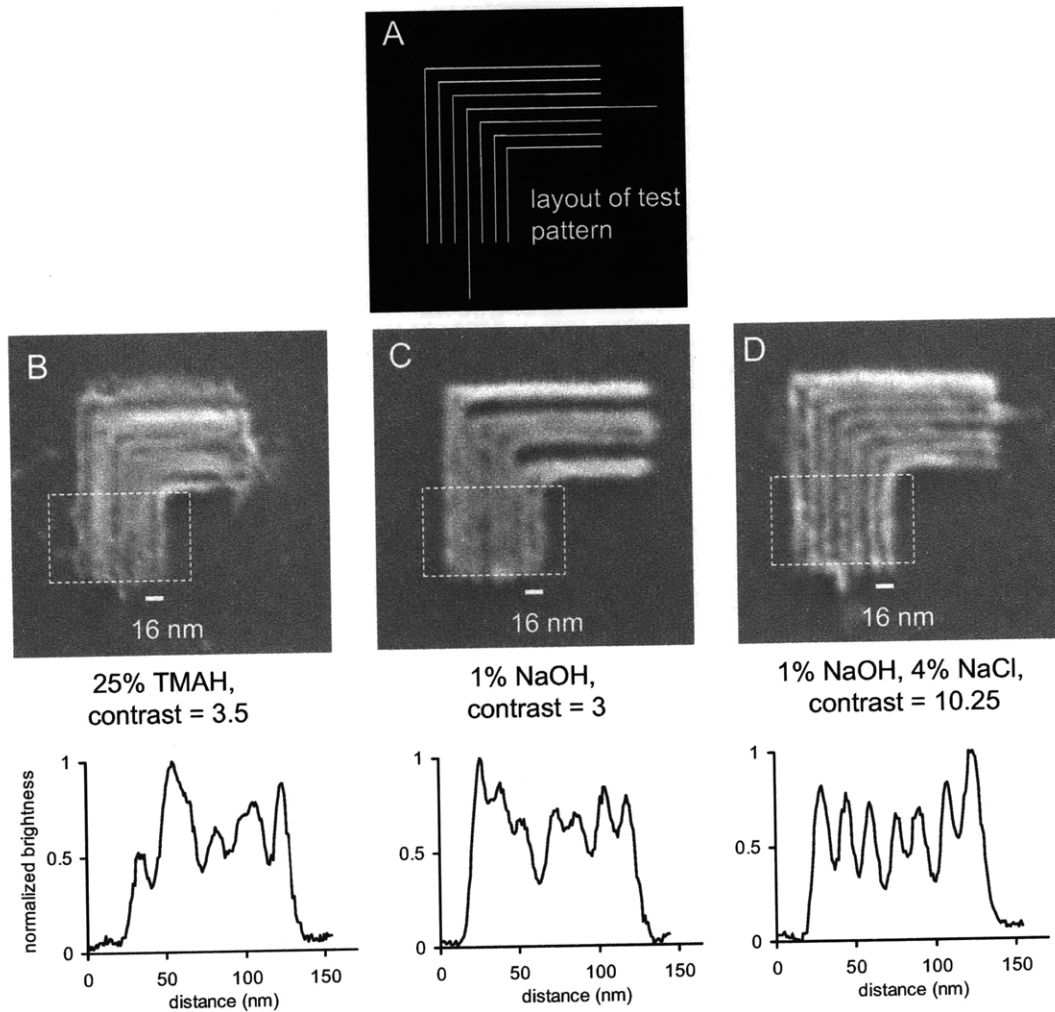 A
layout of test
pattern
B
16 nm
C
16 nm
D
16 nm
25% TMAH,
contrast = 3.5
1% NaOH,
contrast = 3
1% NaOH, 4% NaCl,
contrast = 10.25
normalized brightness
1
0.5
0
0
50
100
150
distance (nm)
1
0.5
0
0
50
100
150
distance (nm)
1
0.5
0
0
50
100
150
distance (nm)